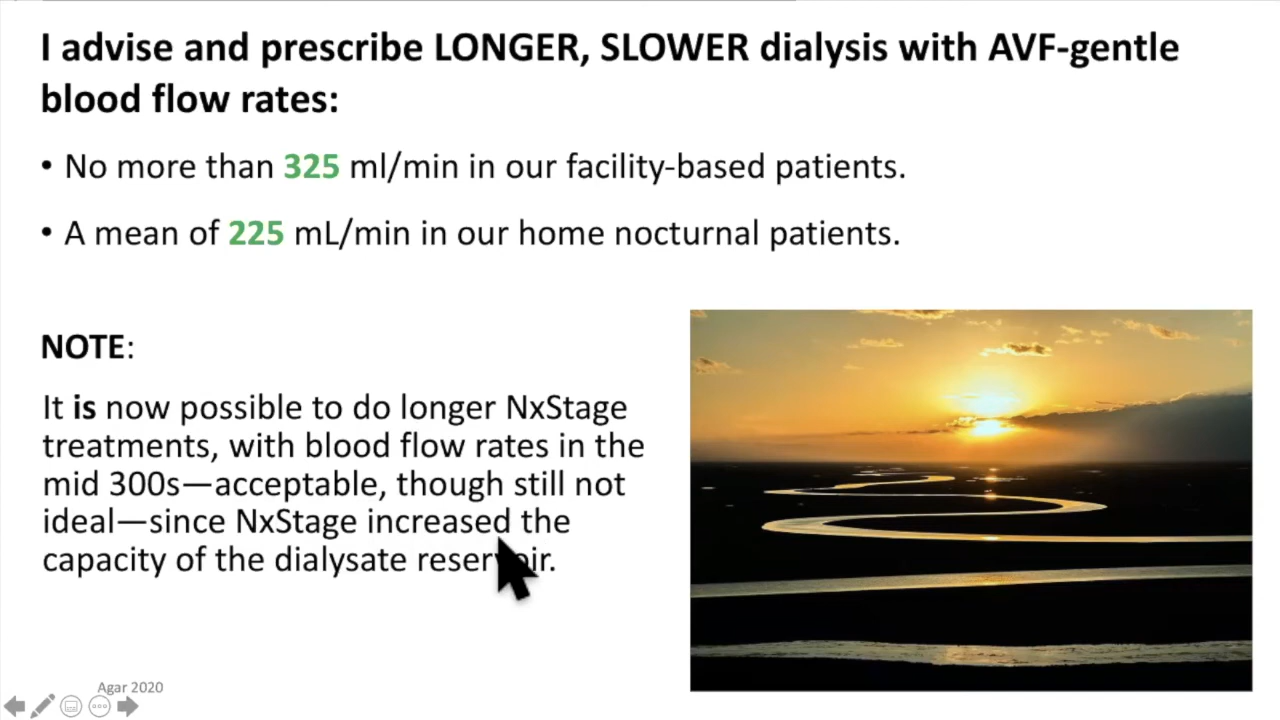 I advise and prescribe LONGER, SLOWER dialysis with AVF-gentle
blood flow rates:
• No more than 325 ml/min in our facility-based patients.
• A mean of 225 mL/min in our home nocturnal patients.
NOTE:
It is now possible to do longer NxStage
treatments, with blood flow rates in the
mid 300s—acceptable, though still not
ideal—since NxStage increased the
capacity of the dialysate reservoir.
Agar 2020